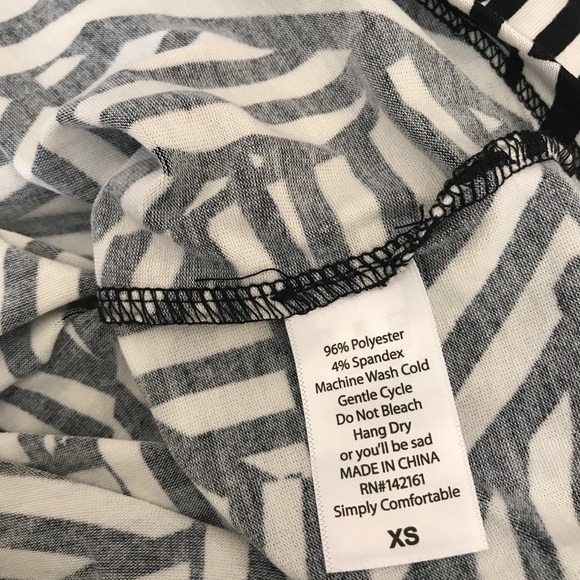 96% Polyester
4% Spandex
Machine Wash Cold
Gentle Cycle
Do Not Bleach
Hang Dry
or you'll be sad
MADE IN CHINA
RN#142161
Simply Comfortable
XS